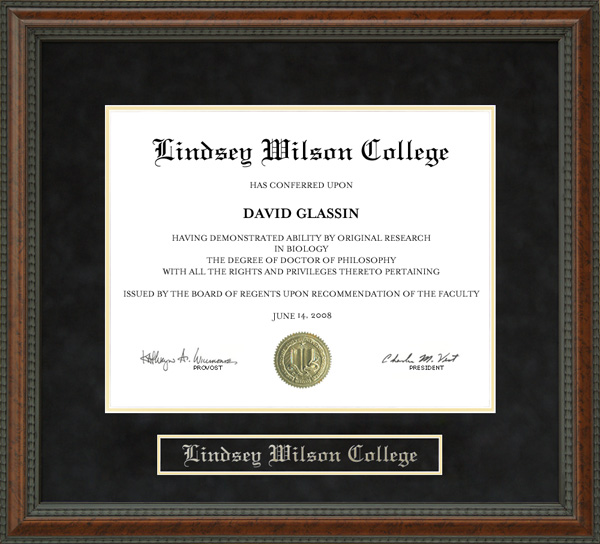 Lindsey Wilson College
HAS CONFERRED UPON
DAVID GLASSIN
HAVING DEMONSTRATED ABILITY BY ORIGINAL RESEARCH
IN BIOLOGY
THE DEGREE OF DOCTOR OF PHILOSOPHY
WITH ALL THE RIGHTS AND PRIVILEGES THERETO PERTAINING
ISSUED BY THE BOARD OF REGENTS UPON RECOMMENDATION OF THE FACULTY
JUNE 14, 2008
PROVOST
PRESIDENT
Lindsey Wilson College